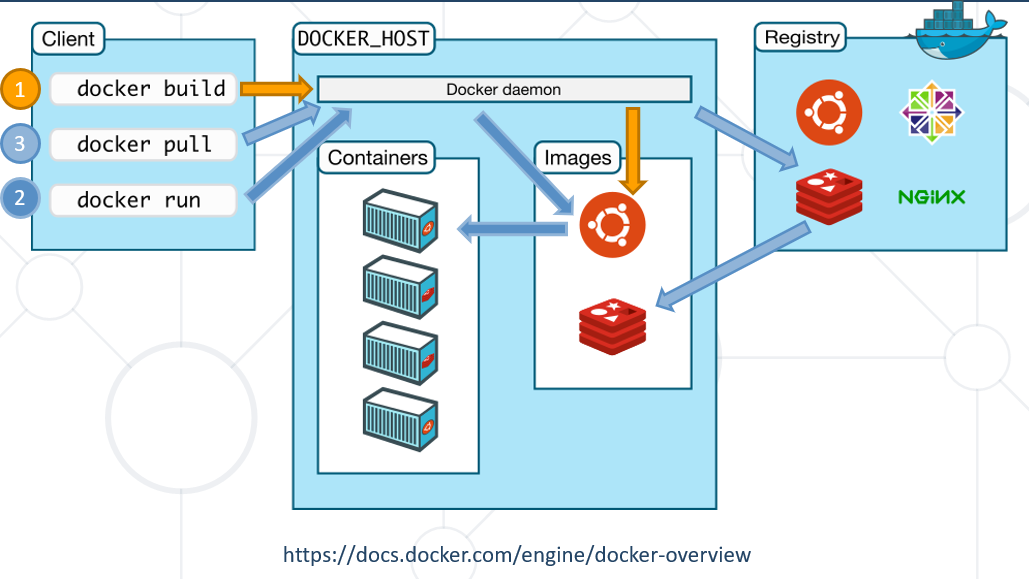 Client
1
docker build
3
docker pull
2
docker run
DOCKER_HOST
Docker daemon
Containers
Images
Registry
NGINX
https://docs.docker.com/engine/docker-overview